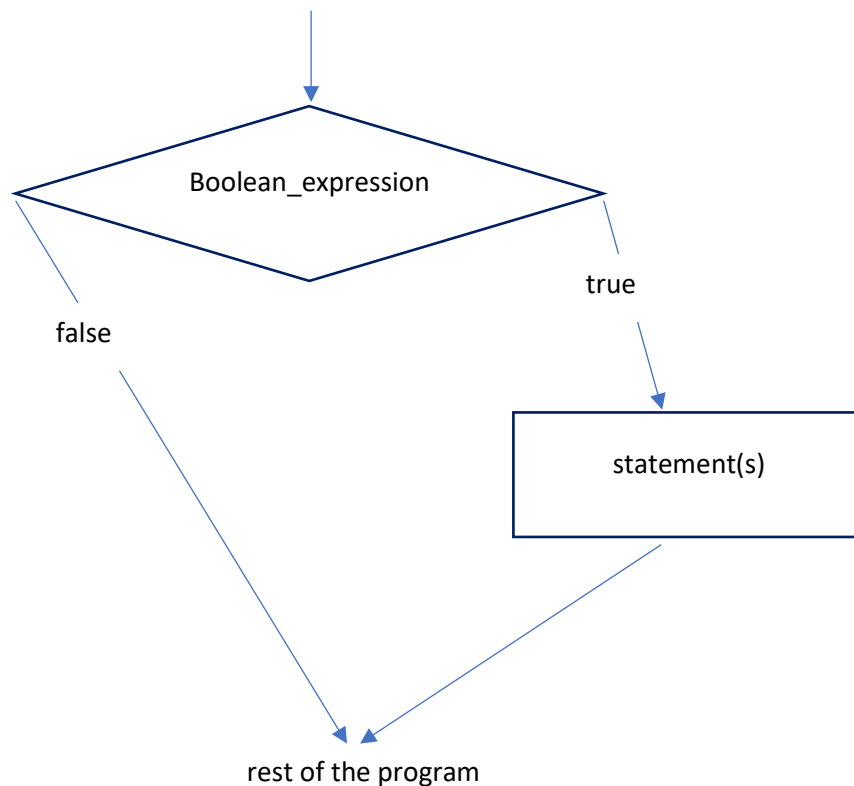 Boolean_expression
true
false
statement(s)
rest of the program